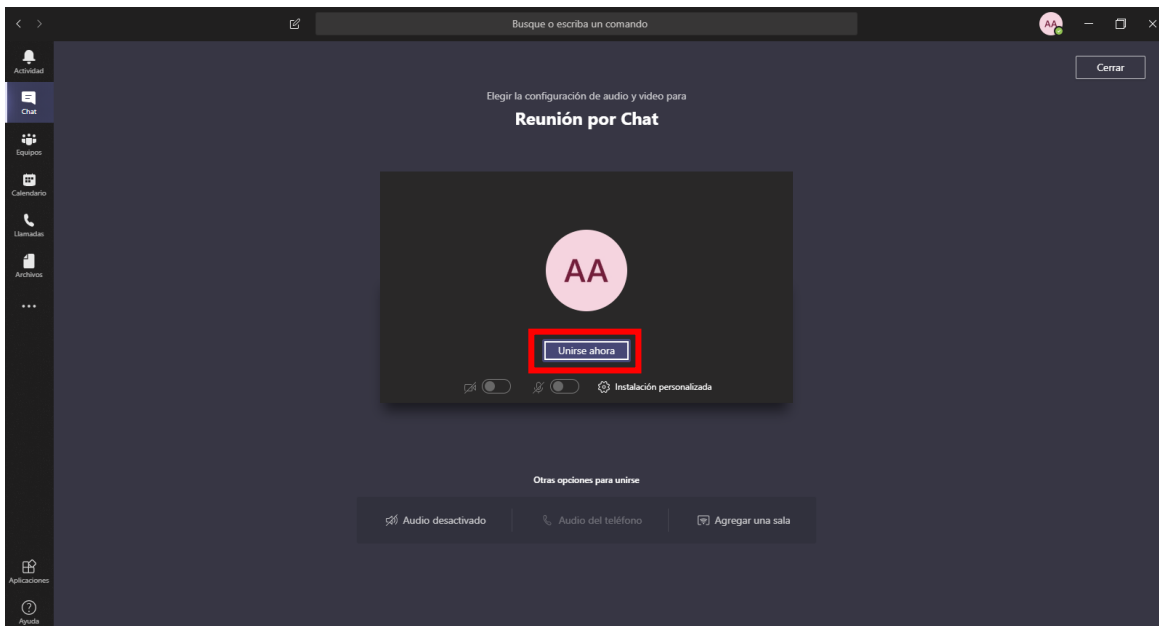 Busque o escriba un comando
AA
Actividad
Chat
Equipos
Calendario
Llamadas
Archivos
Aplicaciones
Ayuda
Cerrar
Elegir la configuración de audio y video para
Reunión por Chat
AA
Unirse ahora
Instalación personalizada
Otras opciones para unirse
Audio desactivado
Audio del teléfono
Agregar una sala